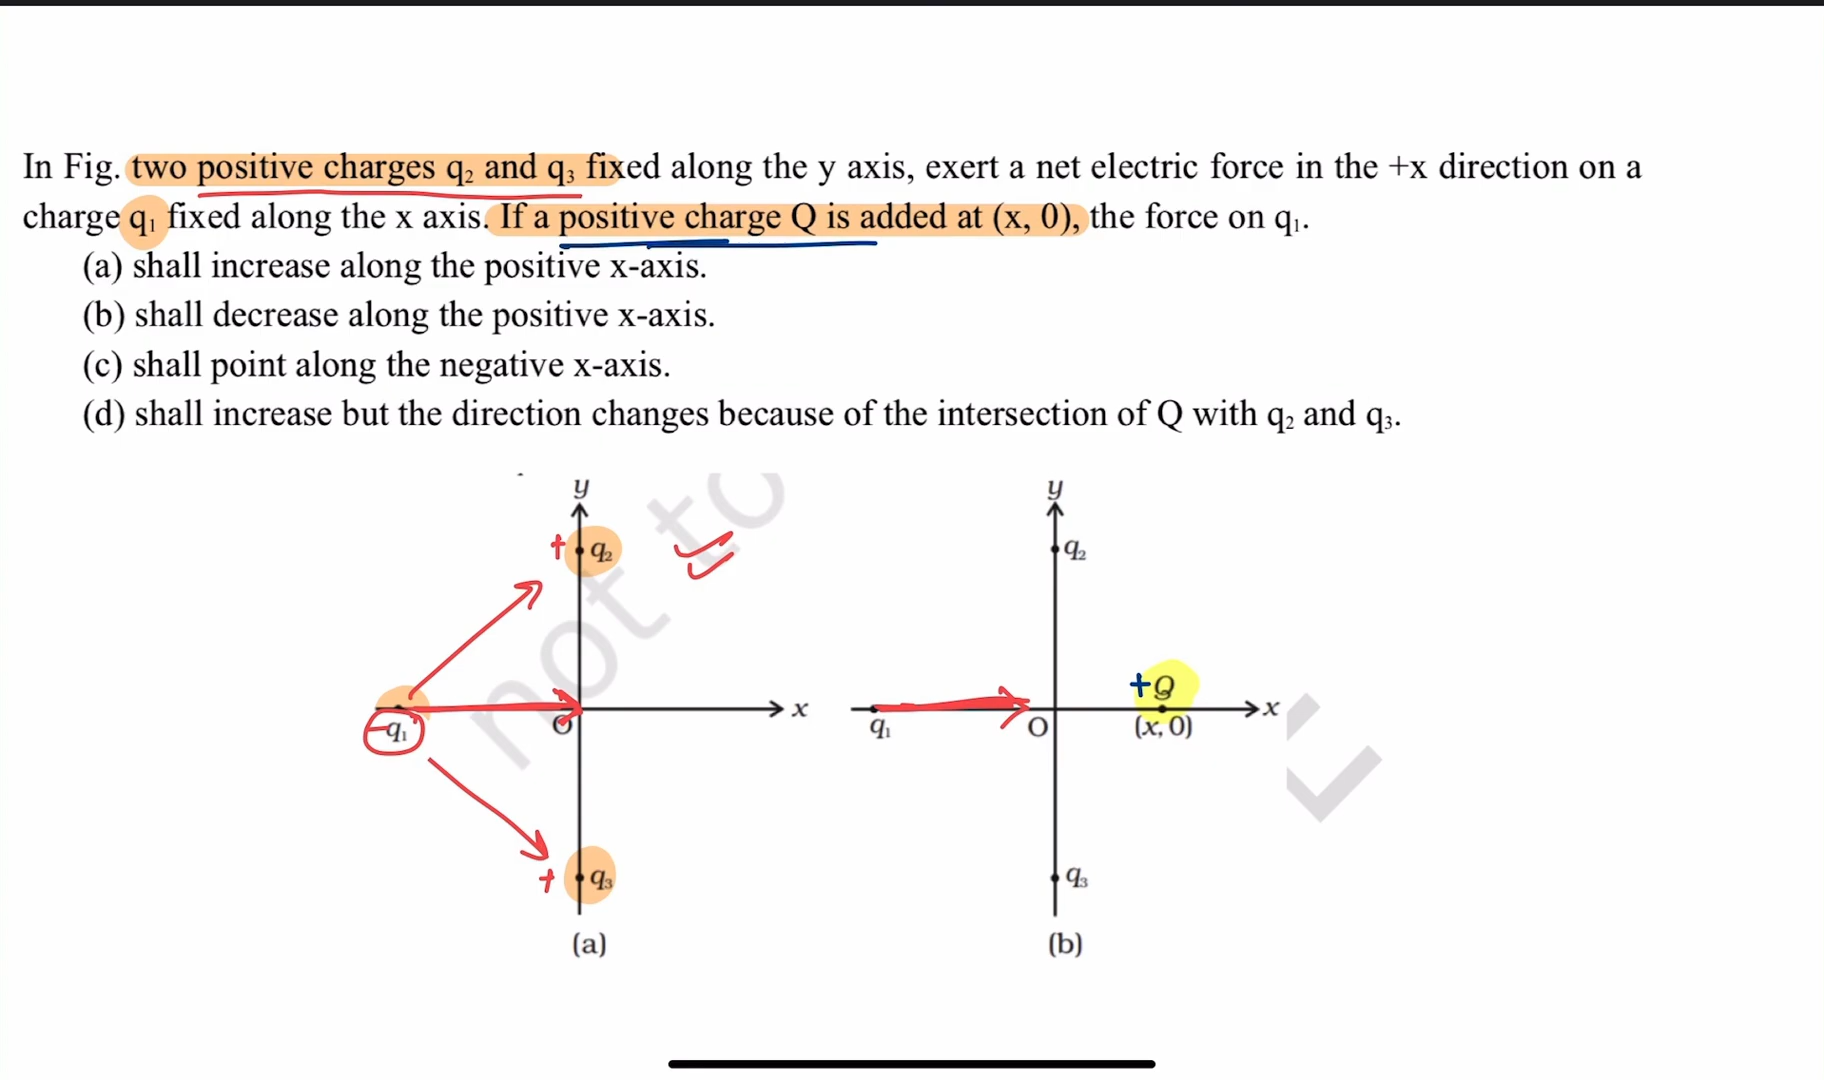 In Fig. two positive charges q₂ and q₃ fixed along the y axis, exert a net electric force in the +x direction on a
charge q₁ fixed along the x axis. If a positive charge Q is added at (x, 0), the force on q₁.
(a) shall increase along the positive x-axis.
(b) shall decrease along the positive x-axis.
(c) shall point along the negative x-axis.
(d) shall increase but the direction changes because of the intersection of Q with q₂ and q₃.
not to
y
+ q₂
-q₁
O
x
+ q₃
(a)
y
q₂
+Q
q₁
O
(x, 0)
x
q₃
(b)